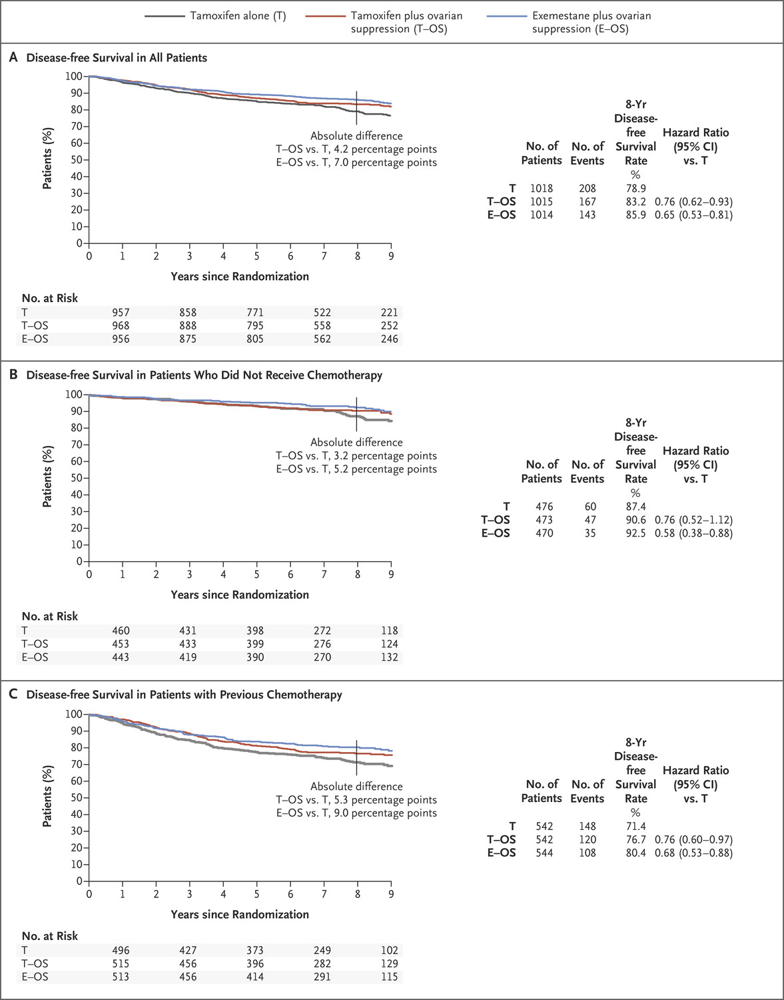 Tamoxifen alone (T)
Tamoxifen plus ovarian
suppression (T–OS)
Exemestane plus ovarian
suppression (E–OS)
A Disease-free Survival in All Patients
Patients (%)
100
90
80
70
60
50
40
30
20
10
0
0 1 2 3 4 5 6 7 8 9
Years since Randomization
Absolute difference
T–OS vs. T, 4.2 percentage points
E–OS vs. T, 7.0 percentage points
No. of
Patients
No. of
Events
8-Yr
Disease-
free
Survival
Rate
Hazard Ratio
(95% CI)
vs. T
%
T 1018 208 78.9
T–OS 1015 167 83.2 0.76 (0.62–0.93)
E–OS 1014 143 85.9 0.65 (0.53–0.81)
No. at Risk
T 957 858 771 522 221
T–OS 968 888 795 558 252
E–OS 956 875 805 562 246
B Disease-free Survival in Patients Who Did Not Receive Chemotherapy
Patients (%)
100
90
80
70
60
50
40
30
20
10
0
0 1 2 3 4 5 6 7 8 9
Years since Randomization
Absolute difference
T–OS vs. T, 3.2 percentage points
E–OS vs. T, 5.2 percentage points
No. of
Patients
No. of
Events
8-Yr
Disease-
free
Survival
Rate
Hazard Ratio
(95% CI)
vs. T
%
T 476 60 87.4
T–OS 473 47 90.6 0.76 (0.52–1.12)
E–OS 470 35 92.5 0.58 (0.38–0.88)
No. at Risk
T 460 431 398 272 118
T–OS 453 433 399 276 124
E–OS 443 419 390 270 132
C Disease-free Survival in Patients with Previous Chemotherapy
Patients (%)
100
90
80
70
60
50
40
30
20
10
0
0 1 2 3 4 5 6 7 8 9
Years since Randomization
Absolute difference
T–OS vs. T, 5.3 percentage points
E–OS vs. T, 9.0 percentage points
No. of
Patients
No. of
Events
8-Yr
Disease-
free
Survival
Rate
Hazard Ratio
(95% CI)
vs. T
%
T 542 148 71.4
T–OS 542 120 76.7 0.76 (0.60–0.97)
E–OS 544 108 80.4 0.68 (0.53–0.88)
No. at Risk
T 496 427 373 249 102
T–OS 515 456 396 282 129
E–OS 513 456 414 291 115